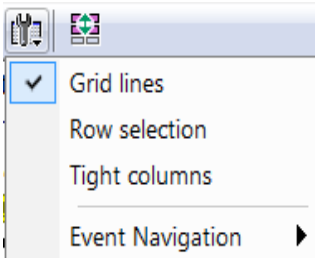 Grid lines
Row selection
Tight columns
Event Navigation